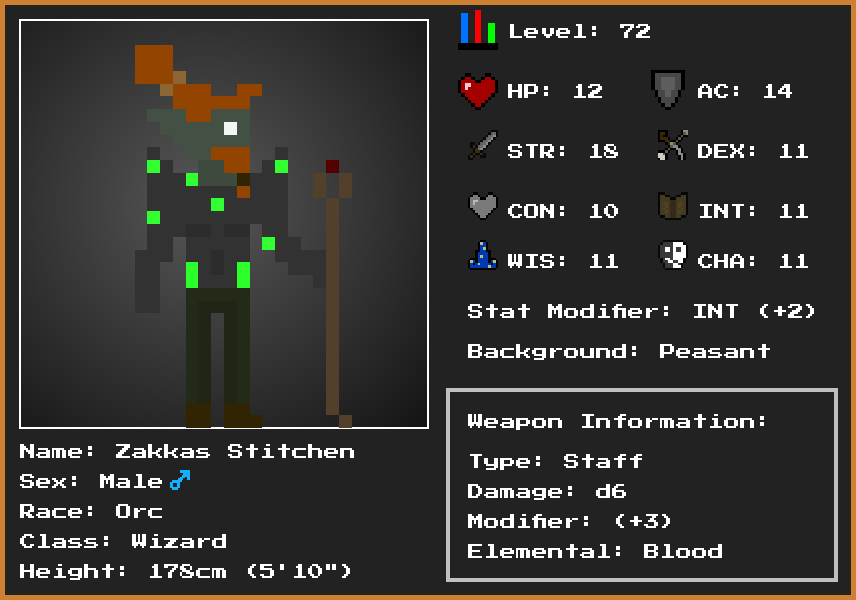 Level: 72
HP: 12
AC: 14
STR: 18
DEX: 11
CON: 10
INT: 11
WIS: 11
CHA: 11
Stat Modifier: INT (+2)
Background: Peasant
Weapon Information:
Type: Staff
Damage: d6
Modifier: (+3)
Elemental: Blood
Name: Zakkas Stitchen
Sex: Male♂
Race: Orc
Class: Wizard
Height: 178cm (5'10")